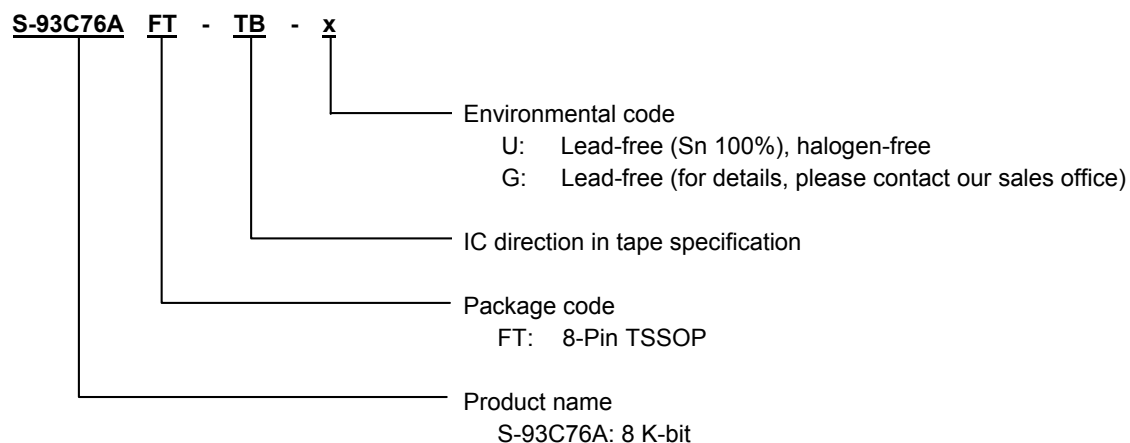 S-93C76A FT - TB - x
Environmental code
U: Lead-free (Sn 100%), halogen-free
G: Lead-free (for details, please contact our sales office)
IC direction in tape specification
Package code
FT: 8-Pin TSSOP
Product name
S-93C76A: 8 K-bit